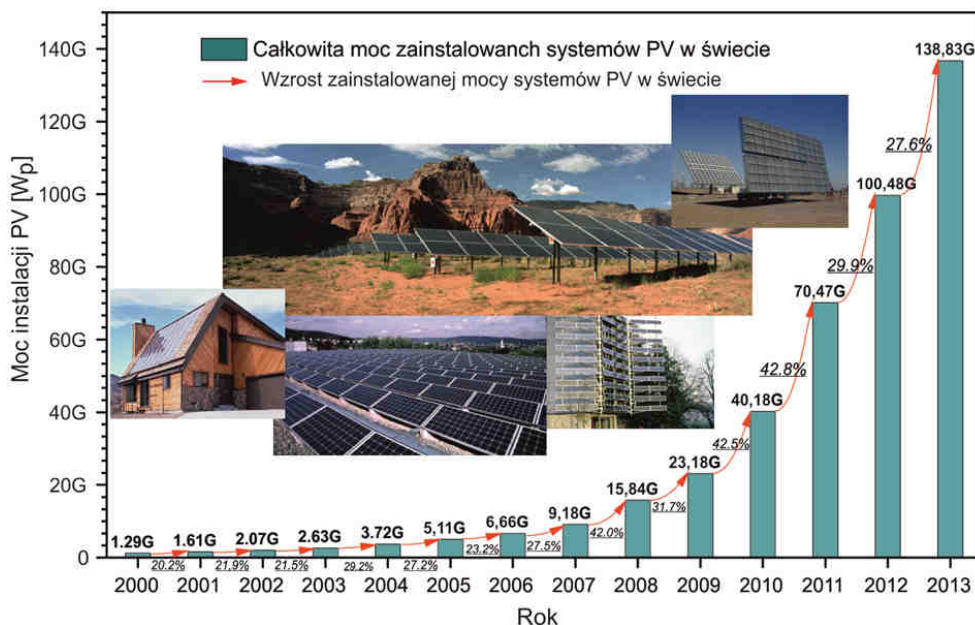 Całkowita moc zainstalowanch systemów PV w świecie
Wzrost zainstalowanej mocy systemów PV w świecie
Moc instalacji PV [Wp]
140G
120G
100G
80G
60G
40G
20G
0
1.29G
1.61G
2.07G
2.63G
3.72G
5,11G
6,66G
9,18G
15,84G
23,18G
40,18G
70,47G
100,48G
138,83G
20.2%
21,9%
21.5%
29.2%
27.2%
23.2%
27.5%
42.0%
31.7%
42.5%
42.8%
29.9%
27.6%
2000 2001 2002 2003 2004 2005 2006 2007 2008 2009 2010 2011 2012 2013
Rok